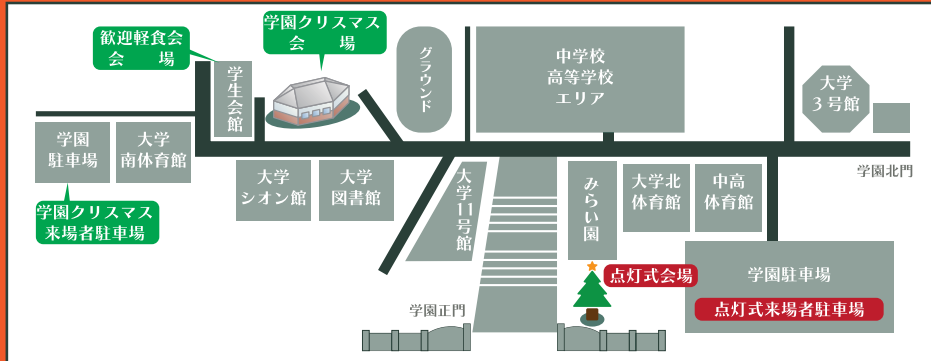 歓迎軽食会
会　場
学園クリスマス
会　場
学生会館
グラウンド
中学校
高等学校
エリア
大学
3号館
学園
駐車場
大学
南体育館
学園クリスマス
来場者駐車場
大学
シオン館
大学
図書館
大学11号館
みらい園
大学北
体育館
中高
体育館
学園北門
点灯式会場
学園駐車場
点灯式来場者駐車場
学園正門